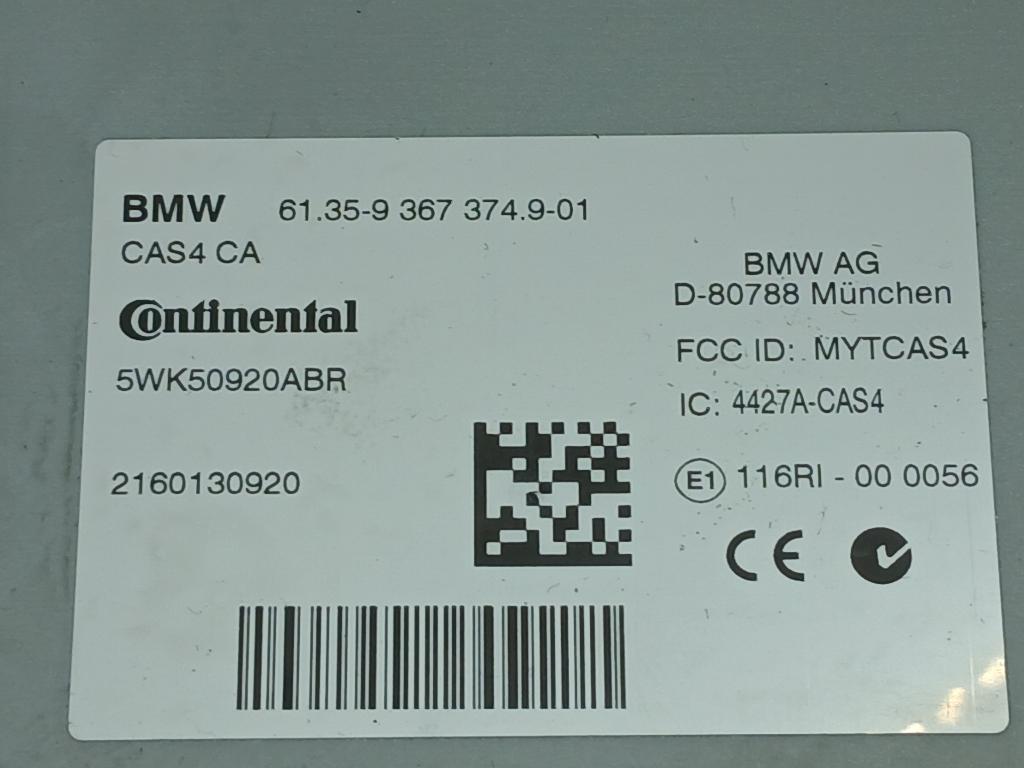 BMW 61.35-9 367 374.9-01
CAS4 CA
Continental
5WK50920ABR
2160130920
BMW AG
D-80788 München
FCC ID: MYTCAS4
IC: 4427A-CAS4
E1 116RI - 00 0056
CE